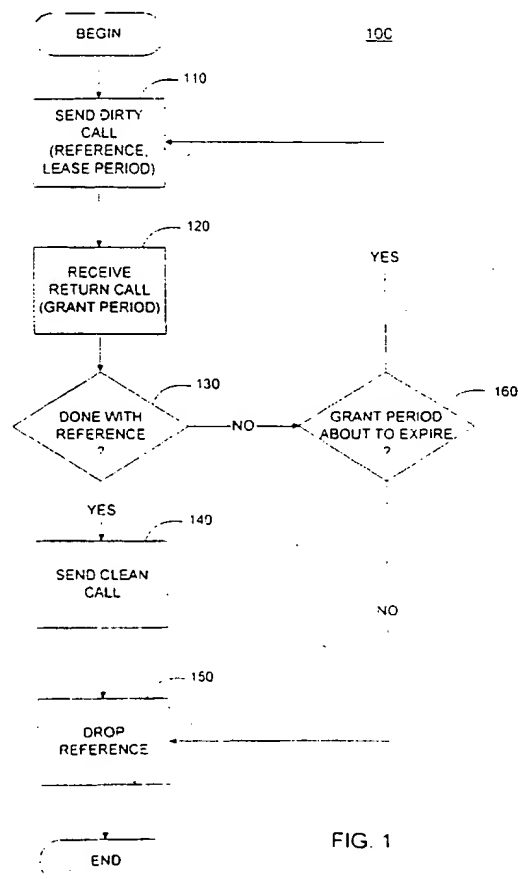 BEGIN
100
110
SEND DIRTY
CALL
(REFERENCE,
LEASE PERIOD)
120
RECEIVE
RETURN CALL
(GRANT PERIOD)
YES
130
DONE WITH
REFERENCE
?
NO
160
GRANT PERIOD
ABOUT TO EXPIRE
?
YES
140
SEND CLEAN
CALL
NO
150
DROP
REFERENCE
END
FIG. 1